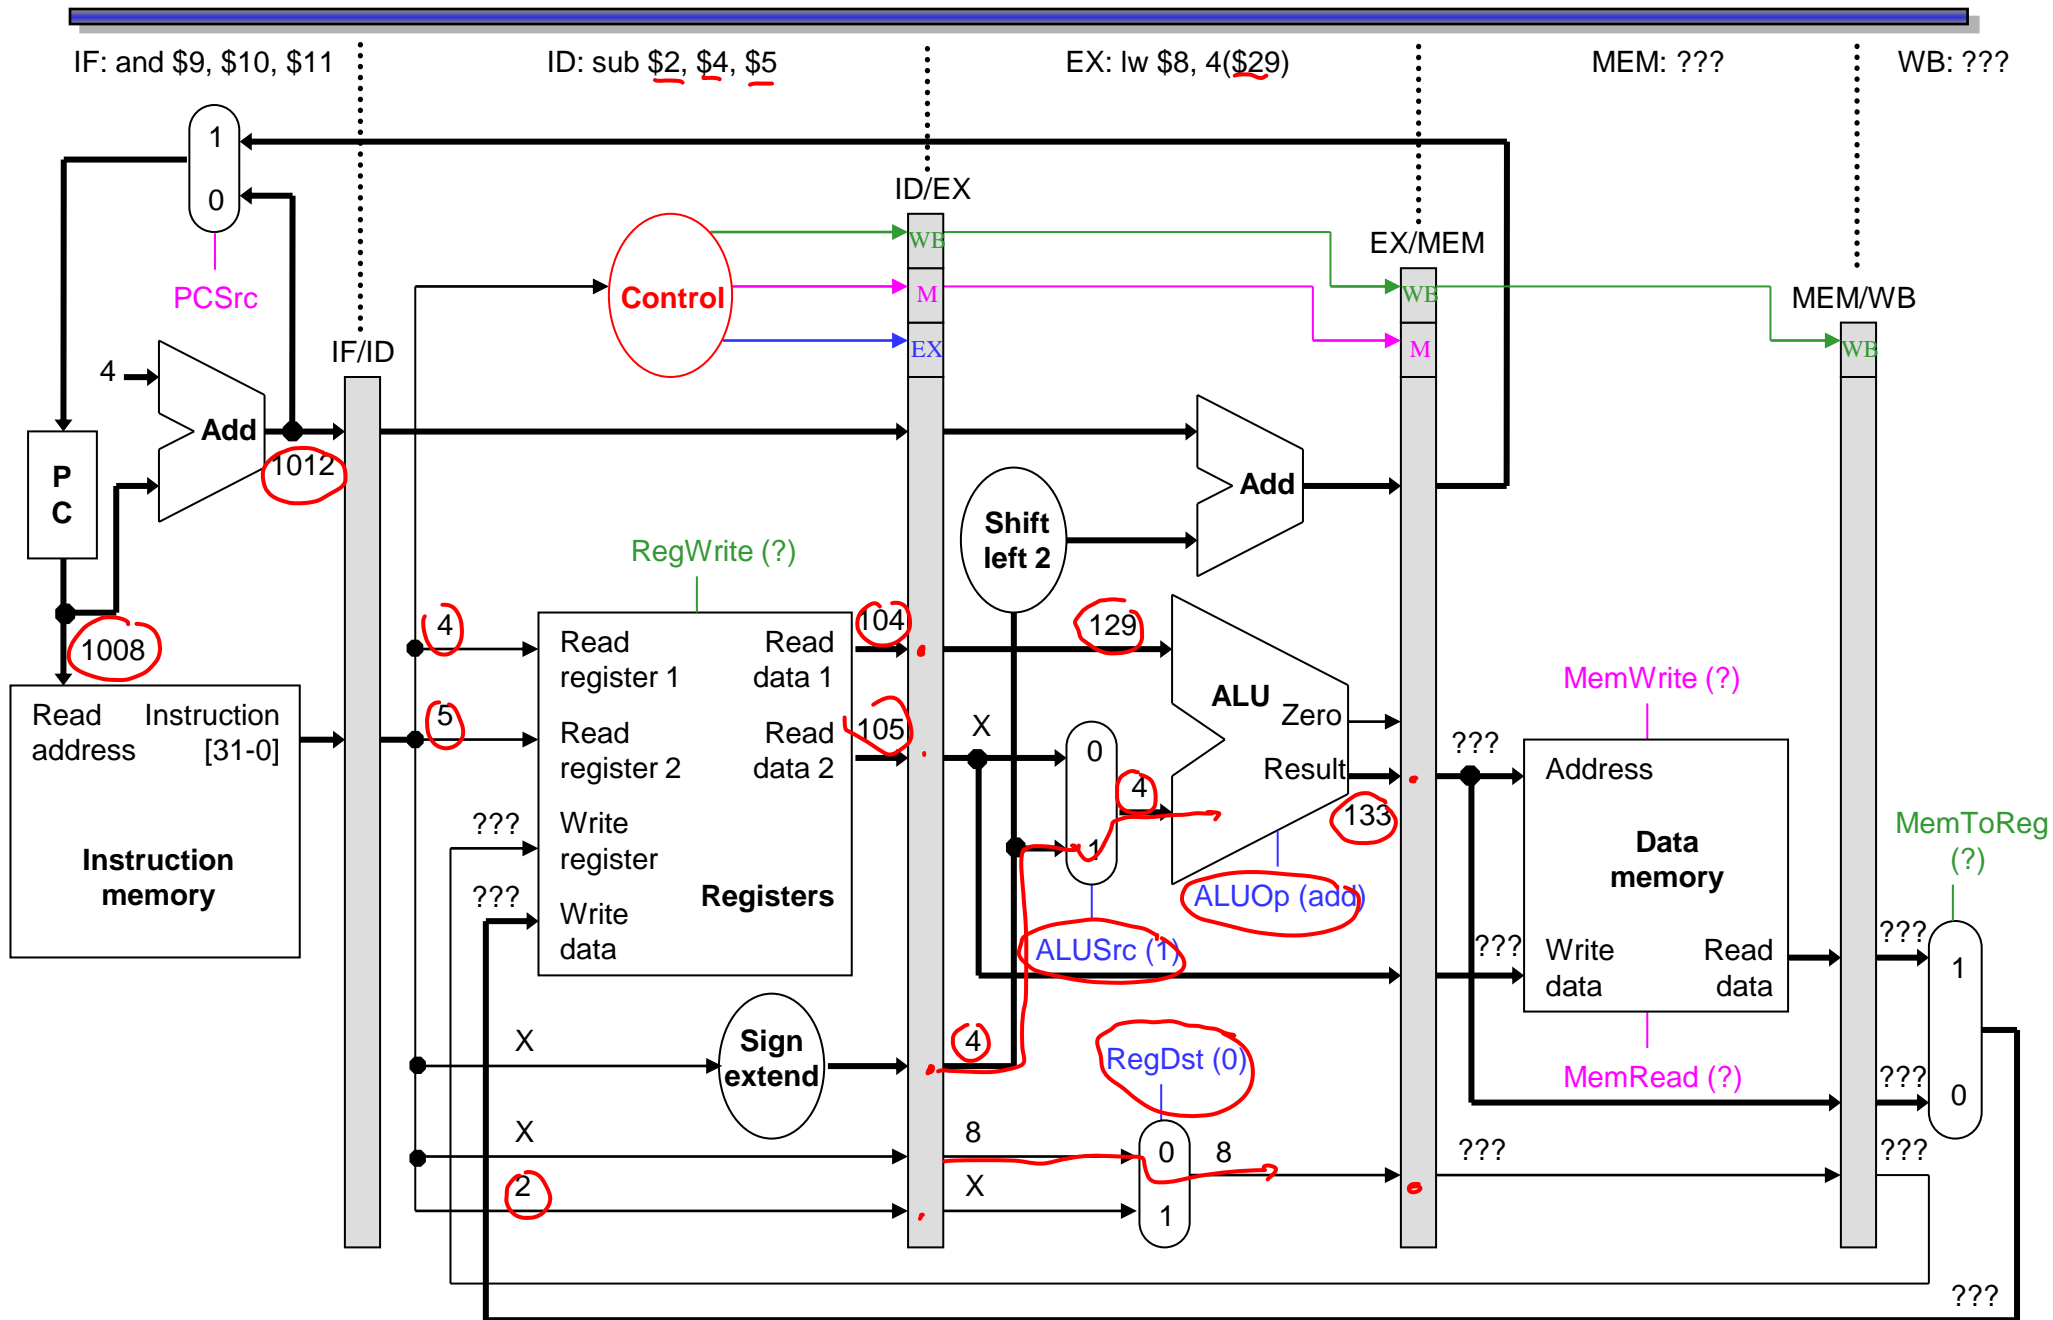 IF: and $9, $10, $11
ID: sub $2, $4, $5
EX: lw $8, 4($29)
MEM: ???
WB: ???
1
0
PCSrc
ID/EX
WB
M
EX
Control
EX/MEM
WB
M
MEM/WB
WB
IF/ID
4
Add
1012
P
C
1008
Add
Shift
left 2
RegWrite (?)
4
5
Read
register 1
Read
data 1
Read
register 2
Read
data 2
???
Write
register
???
Write
data
Registers
104
105
129
X
0
1
4
ALU
Zero
Result
133
ALUOp (add)
ALUSrc (1)
Read
address
Instruction
[31-0]
Instruction
memory
MemWrite (?)
???
Address
Data
memory
???
Write
data
Read
data
MemRead (?)
MemToReg
(?)
???
1
???
0
X
Sign
extend
4
RegDst (0)
X
8
0
8
???
???
2
X
1
???